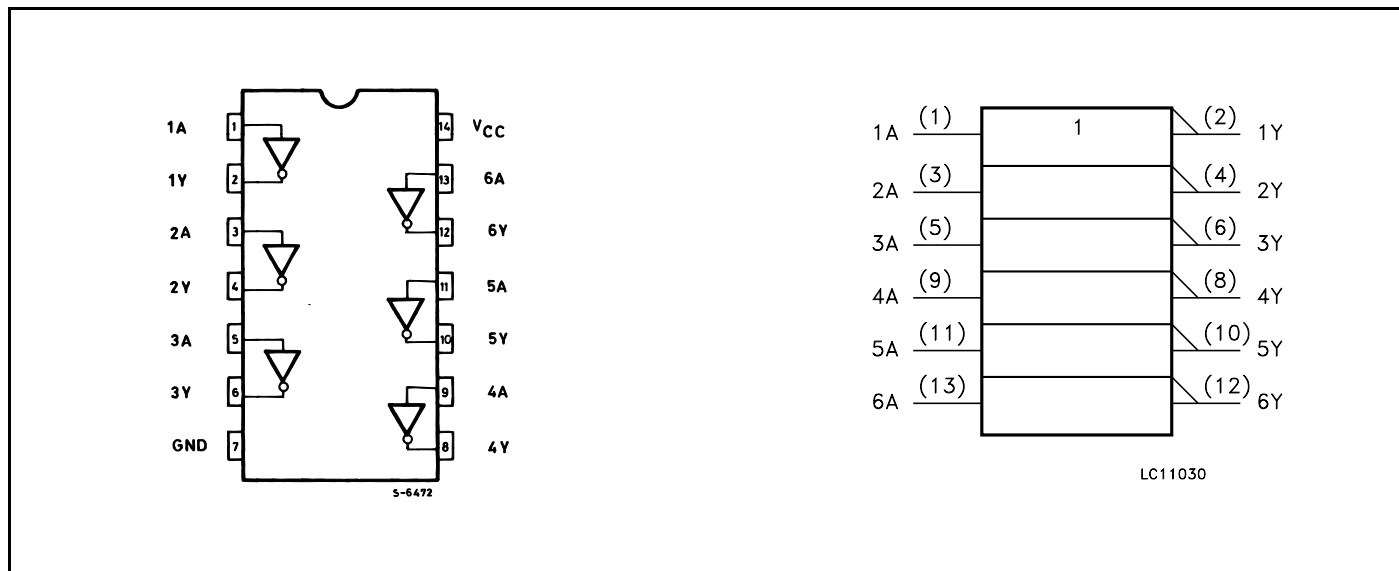 1A 1 14 VCC
1Y 2 13 6A
2A 3 12 6Y
2Y 4 11 5A
3A 5 10 5Y
3Y 6 9 4A
GND 7 8 4Y
S-6472
1A (1) 1 (2) 1Y
2A (3) (4) 2Y
3A (5) (6) 3Y
4A (9) (8) 4Y
5A (11) (10) 5Y
6A (13) (12) 6Y
LC11030